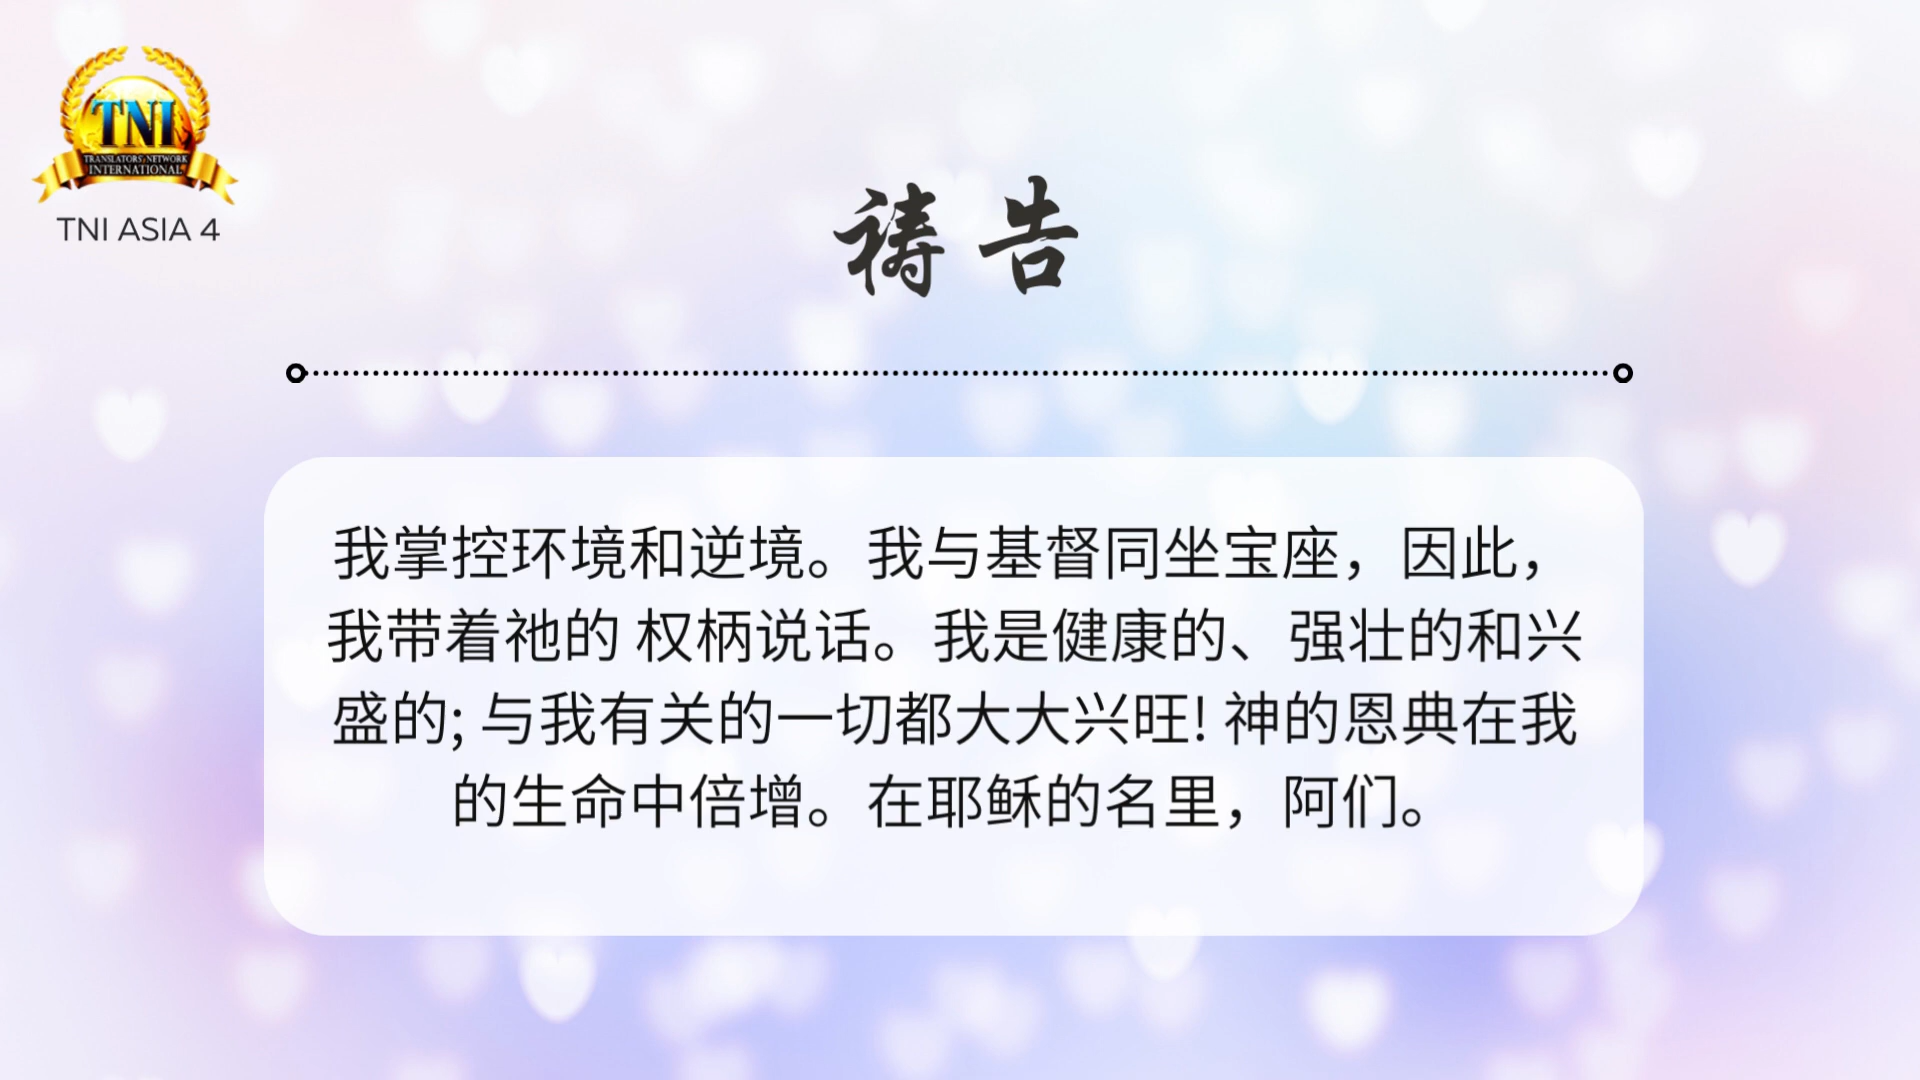 TNI
TRANSLATORS' NETWORK
INTERNATIONAL
TNI ASIA 4
祷告
我掌控环境和逆境。我与基督同坐宝座，因此，
我带着祂的 权柄说话。我是健康的、强壮的和兴
盛的; 与我有关的一切都大大兴旺! 神的恩典在我
的生命中倍增。在耶稣的名里，阿们。